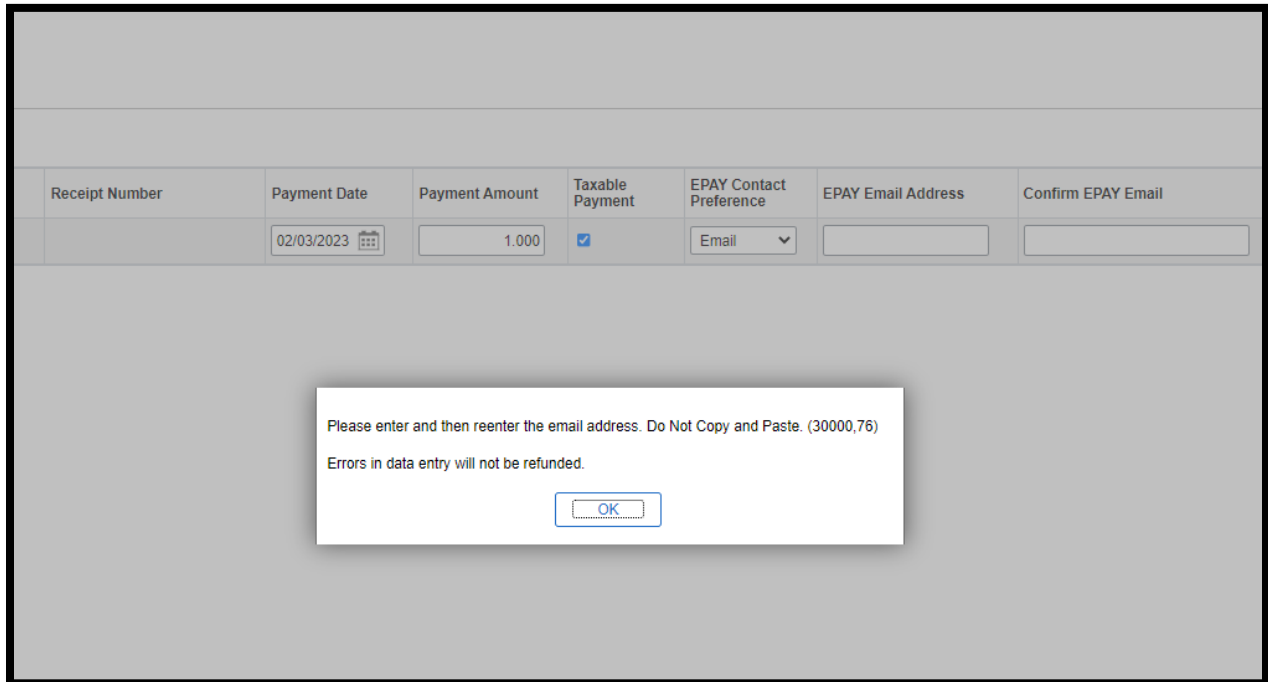 Receipt Number Payment Date Payment Amount Taxable Payment EPAY Contact Preference EPAY Email Address Confirm EPAY Email
02/03/2023 1.000 Email
Please enter and then reenter the email address. Do Not Copy and Paste. (30000,76)
Errors in data entry will not be refunded.
OK